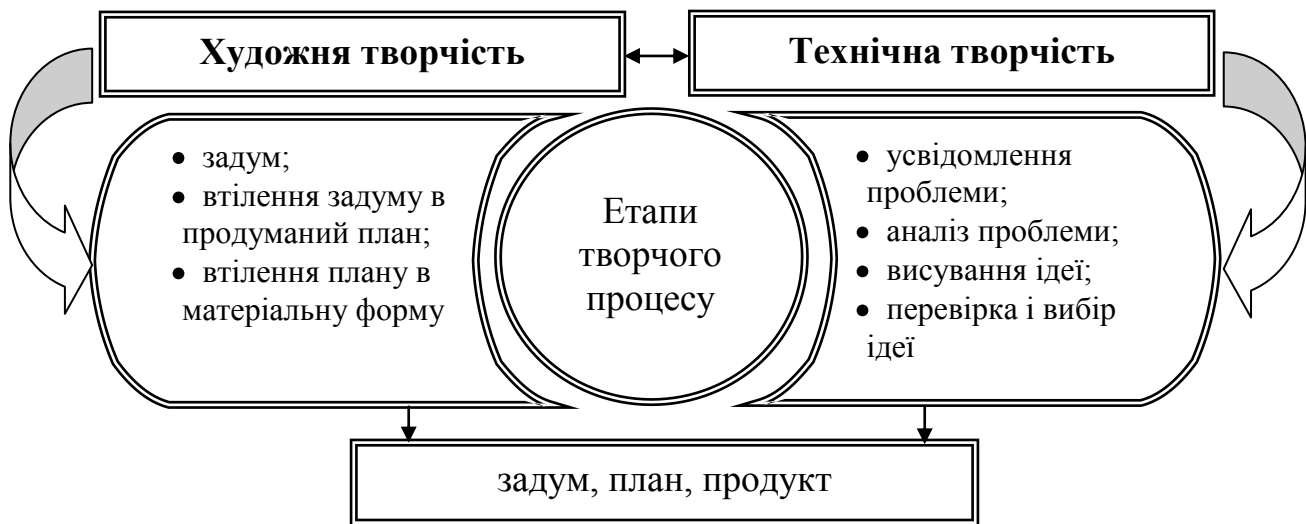 Художня творчість
Технічна творчість
• задум;
• втілення задуму в
продуманий план;
• втілення плану в
матеріальну форму
Етапи
творчого
процесу
• усвідомлення
проблеми;
• аналіз проблеми;
• висування ідеї;
• перевірка і вибір
ідеї
задум, план, продукт